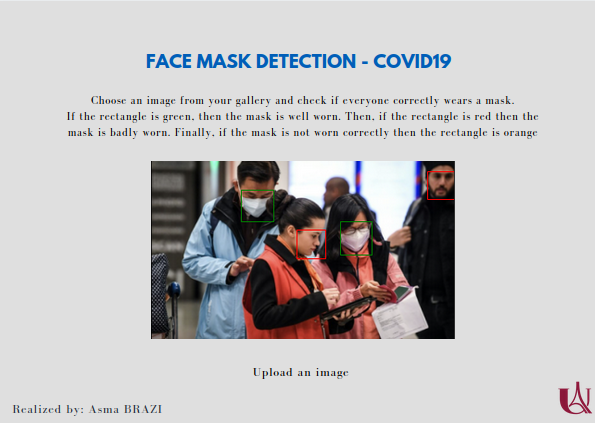 FACE MASK DETECTION - COVID19
Choose an image from your gallery and check if everyone correctly wears a mask.
If the rectangle is green, then the mask is well worn. Then, if the rectangle is red then the
mask is badly worn. Finally, if the mask is not worn correctly then the rectangle is orange
Upload an image
Realized by: Asma BRAZI